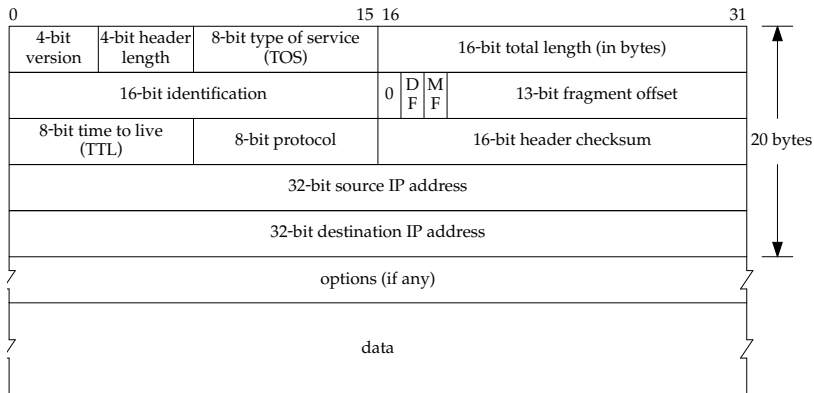 0 15 16 31
4-bit version
4-bit header length
8-bit type of service (TOS)
16-bit total length (in bytes)
16-bit identification
0
D F
M F
13-bit fragment offset
8-bit time to live (TTL)
8-bit protocol
16-bit header checksum
20 bytes
32-bit source IP address
32-bit destination IP address
options (if any)
data